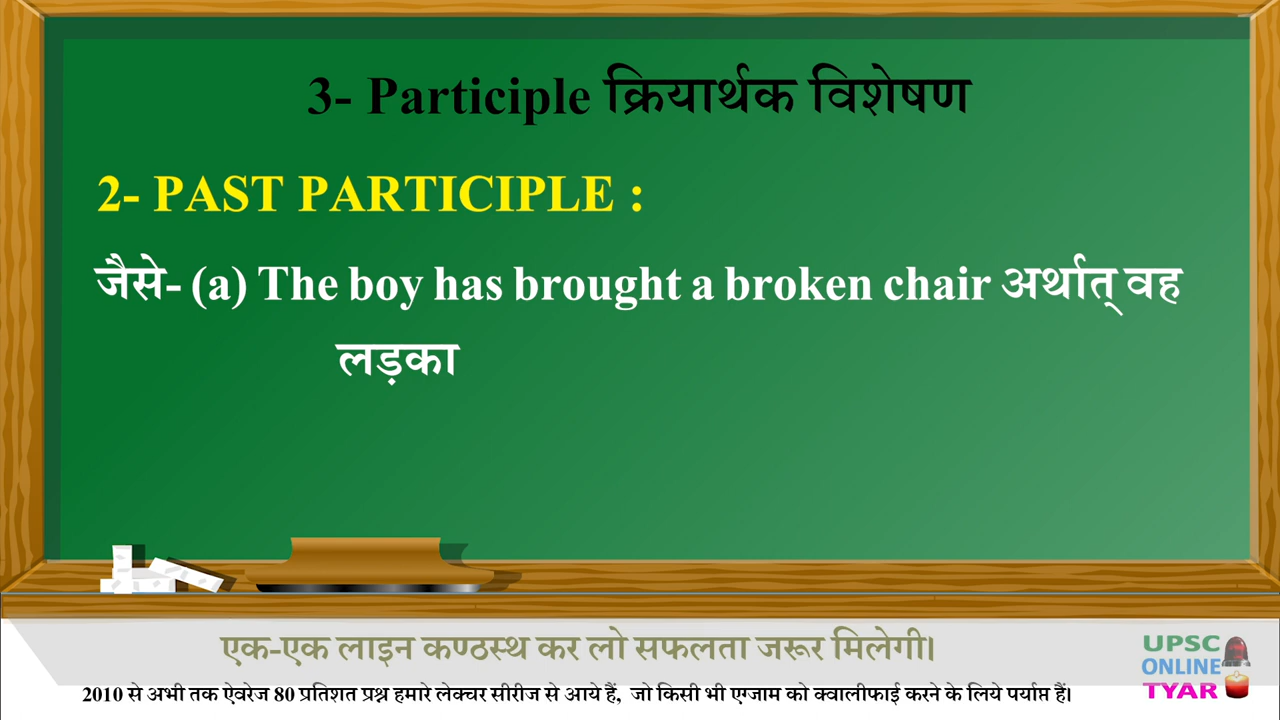 3- Participle क्रियार्थक विशेषण
2- PAST PARTICIPLE :
जैसे- (a) The boy has brought a broken chair अर्थात् वह
लड़का
एक-एक लाइन कण्ठस्थ कर लो सफलता जरूर मिलेगी।
2010 से अभी तक ऐवरेज 80 प्रतिशत प्रश्न हमारे लेक्चर सीरीज से आये हैं, जो किसी भी एग्जाम को क्वालीफाई करने के लिये पर्याप्त हैं।
UPSC
ONLINE
TYAR